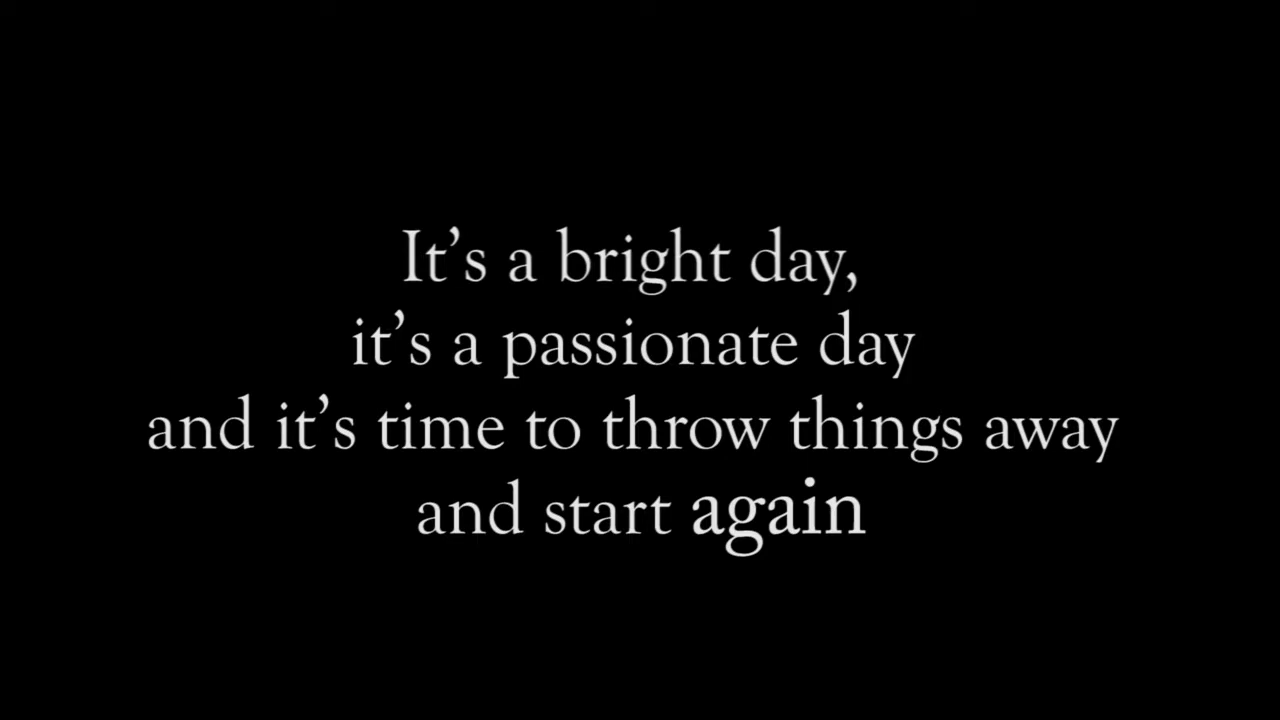 It’s a bright day,
it’s a passionate day
and it’s time to throw things away
and start again